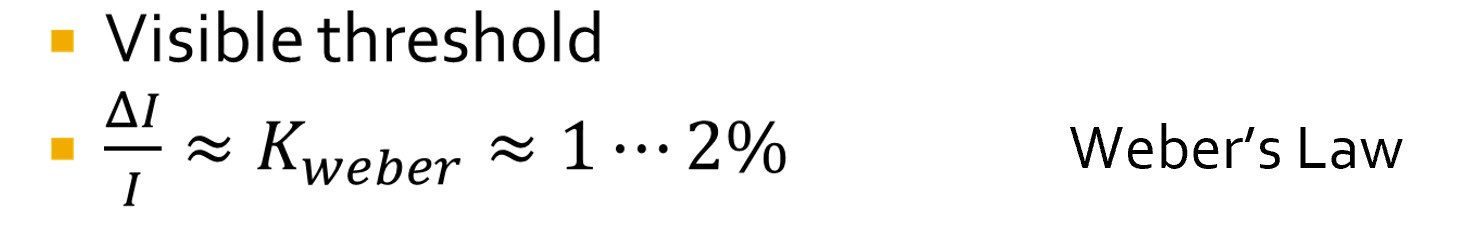 Visible threshold
ΔI/I ≈ K_weber ≈ 1 ⋯ 2% Weber’s Law